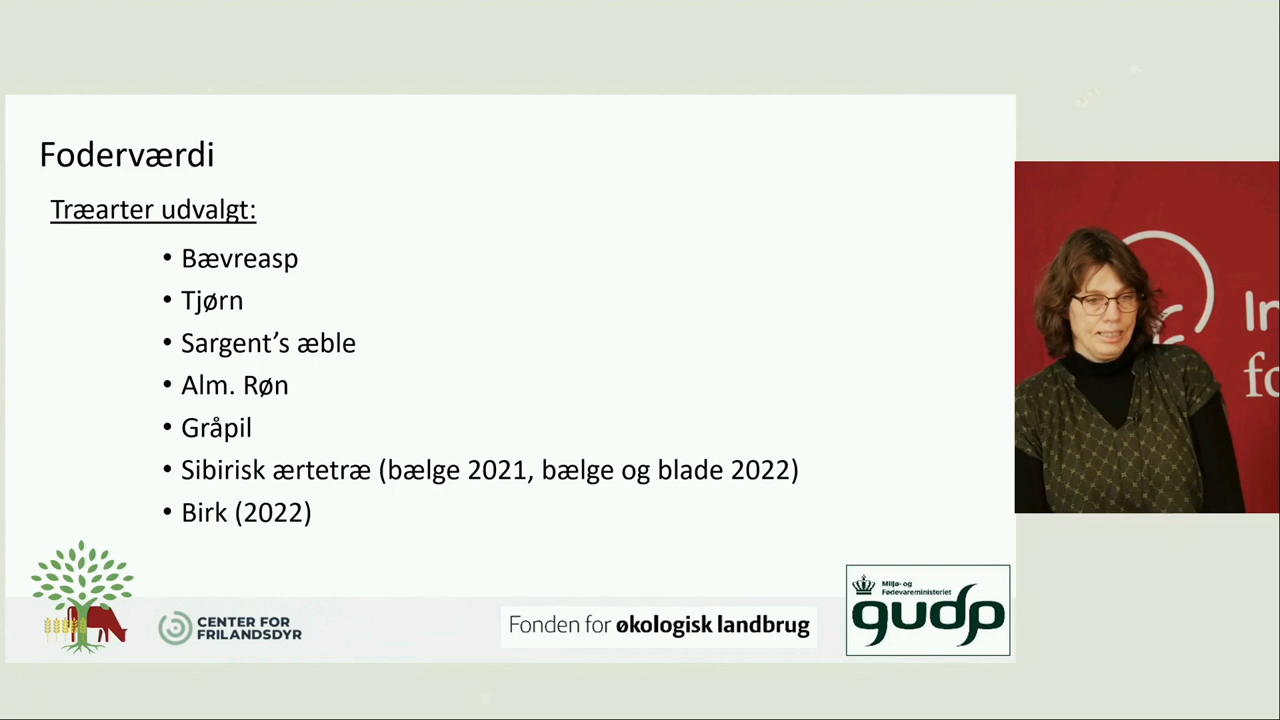 Foderværdi
Træarter udvalgt:
• Bævreasp
• Tjørn
• Sargent’s æble
• Alm. Røn
• Gråpil
• Sibirisk ærtetræ (bælge 2021, bælge og blade 2022)
• Birk (2022)
CENTER FOR
FRILANDSDYR
Fonden for økologisk landbrug
Miljø- og
Fødevareministeriet
gudp